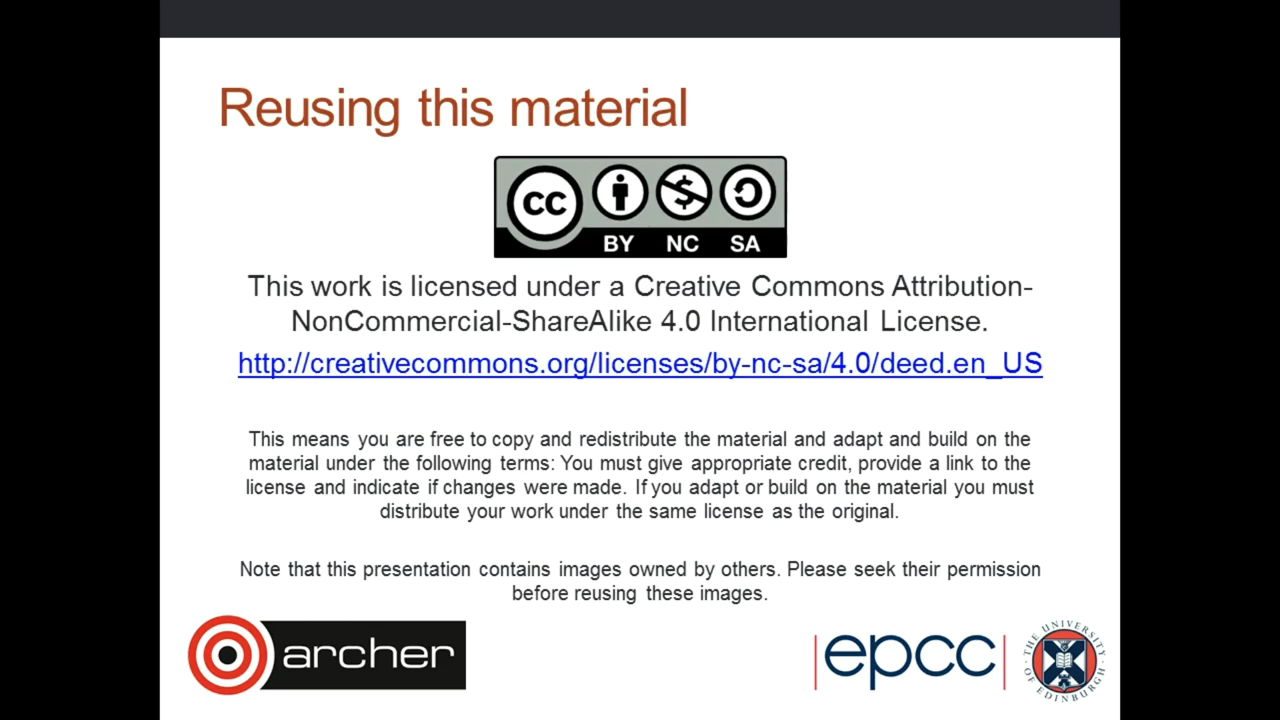 Reusing this material
CC BY NC SA
This work is licensed under a Creative Commons Attribution-
NonCommercial-ShareAlike 4.0 International License.
http://creativecommons.org/licenses/by-nc-sa/4.0/deed.en_US
This means you are free to copy and redistribute the material and adapt and build on the
material under the following terms: You must give appropriate credit, provide a link to the
license and indicate if changes were made. If you adapt or build on the material you must
distribute your work under the same license as the original.
Note that this presentation contains images owned by others. Please seek their permission
before reusing these images.
archer
epcc
THE UNIVERSITY OF EDINBURGH